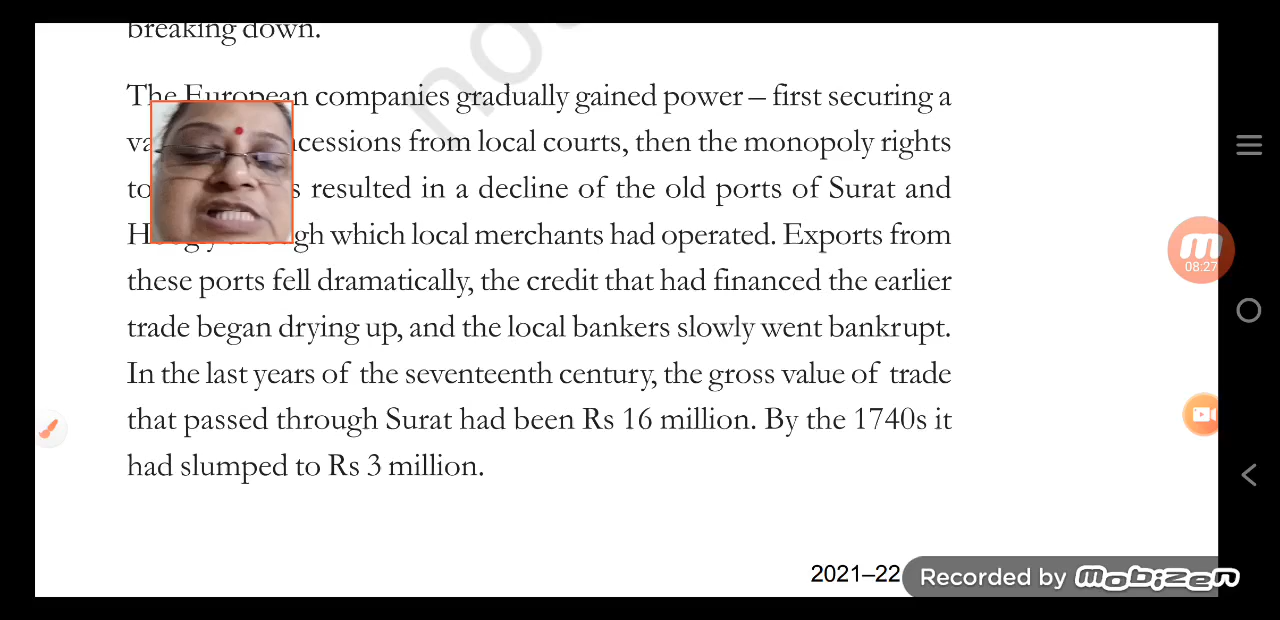 breaking down.
The European companies gradually gained power – first securing a
concessions from local courts, then the monopoly rights
to resulted in a decline of the old ports of Surat and
which local merchants had operated. Exports from
these ports fell dramatically, the credit that had financed the earlier
trade began drying up, and the local bankers slowly went bankrupt.
In the last years of the seventeenth century, the gross value of trade
that passed through Surat had been Rs 16 million. By the 1740s it
had slumped to Rs 3 million.
08:27
2021–22
Recorded by mobizen